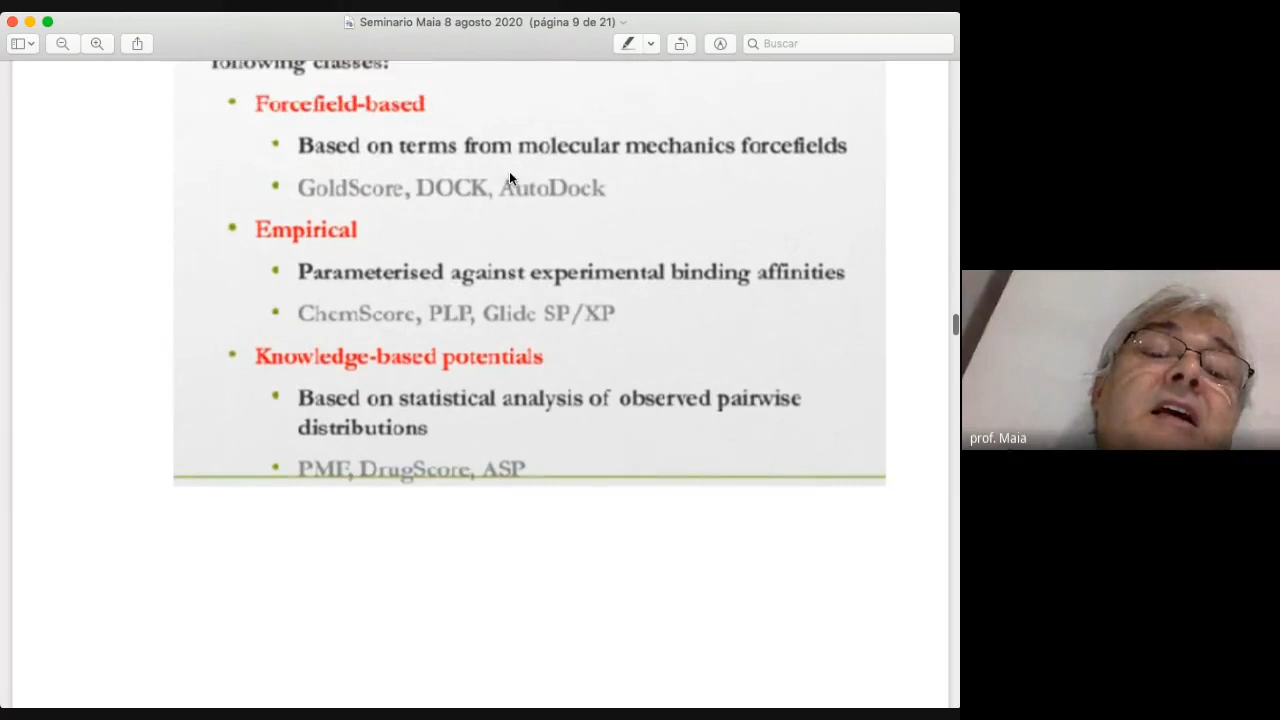 Seminario Maia 8 agosto 2020 (página 9 de 21)
Buscar
following classes:
Forcefield-based
Based on terms from molecular mechanics forcefields
GoldScore, DOCK, AutoDock
Empirical
Parameterised against experimental binding affinities
ChemScore, PLP, Glide SP/XP
Knowledge-based potentials
Based on statistical analysis of observed pairwise
distributions
PMF, DrugScore, ASP
prof. Maia